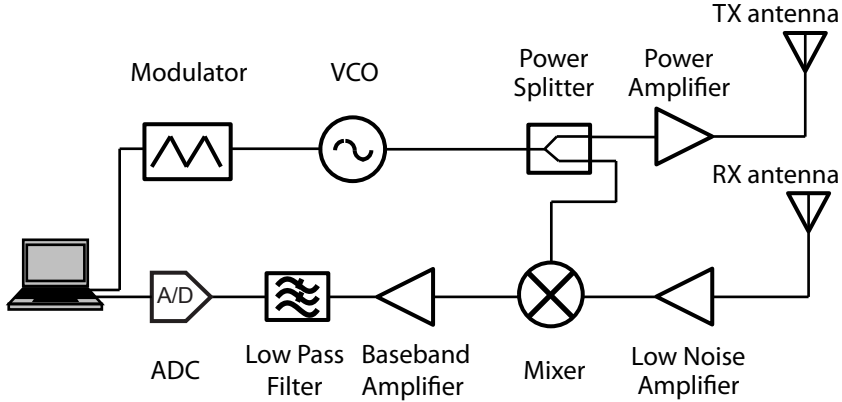 TX antenna
Modulator
VCO
Power
Splitter
Power
Amplifier
RX antenna
A/D
ADC
Low Pass
Filter
Baseband
Amplifier
Mixer
Low Noise
Amplifier